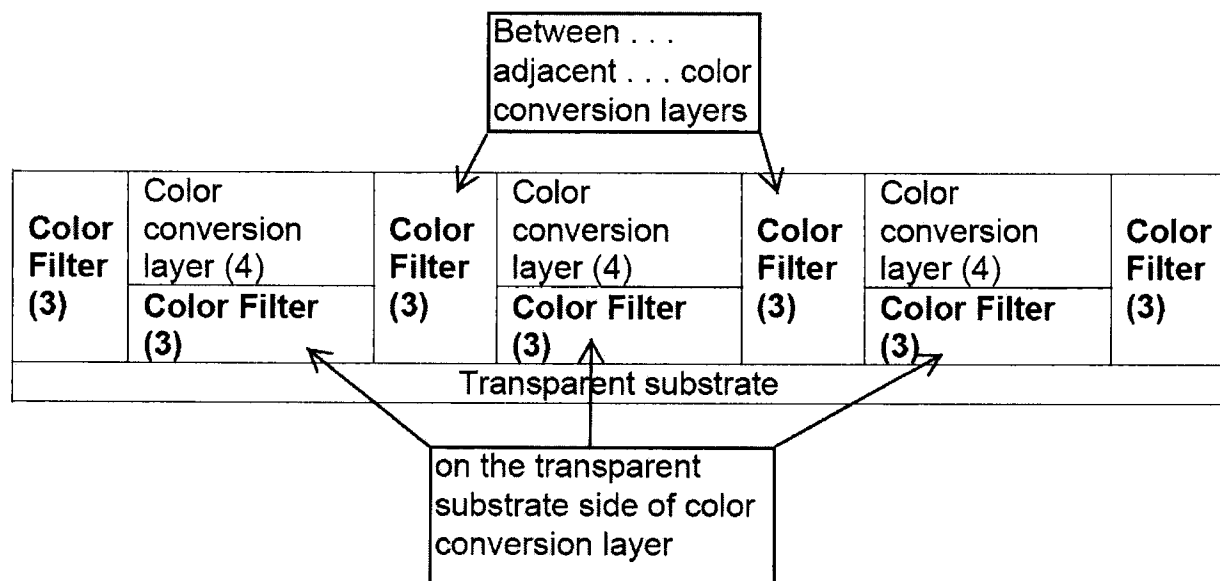 Between . . .
adjacent . . . color
conversion layers
Color
Filter
(3)
Color
conversion
layer (4)
Color Filter
(3)
Color
Filter
(3)
Color
conversion
layer (4)
Color Filter
(3)
Color
Filter
(3)
Color
conversion
layer (4)
Color Filter
(3)
Color
Filter
(3)
Transparent substrate
on the transparent
substrate side of color
conversion layer